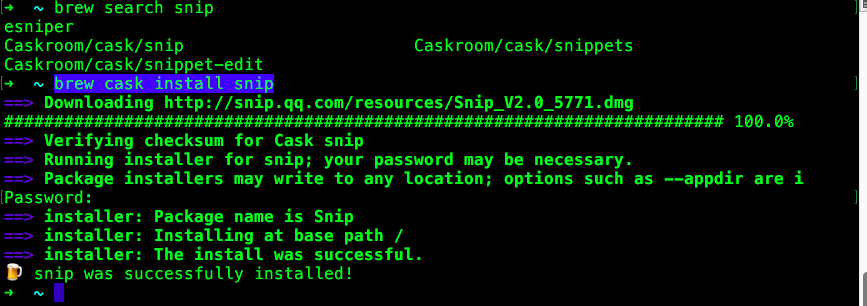 ➜  ~ brew search snip
esniper
Caskroom/cask/snip                       Caskroom/cask/snippets
Caskroom/cask/snippet-edit
➜  ~ brew cask install snip
==> Downloading http://snip.qq.com/resources/Snip_V2.0_5771.dmg
######################################################################## 100.0%
==> Verifying checksum for Cask snip
==> Running installer for snip; your password may be necessary.
==> Package installers may write to any location; options such as --appdir are i
Password:
==> installer: Package name is Snip
==> installer: Installing at base path /
==> installer: The install was successful.
🍺 snip was successfully installed!
➜  ~